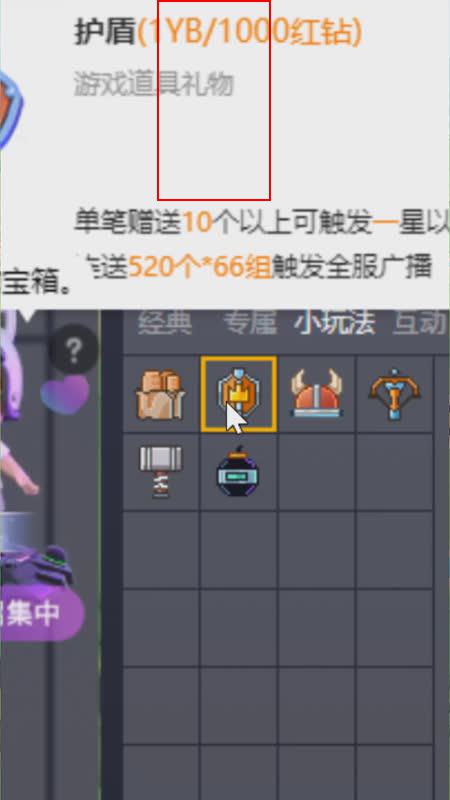 护盾(1YB/1000红钻)
游戏道具礼物
单笔赠送10个以上可触发一星以
送520个*66组触发全服广播
宝箱。
经典 专属 小玩法 互动
?
集中